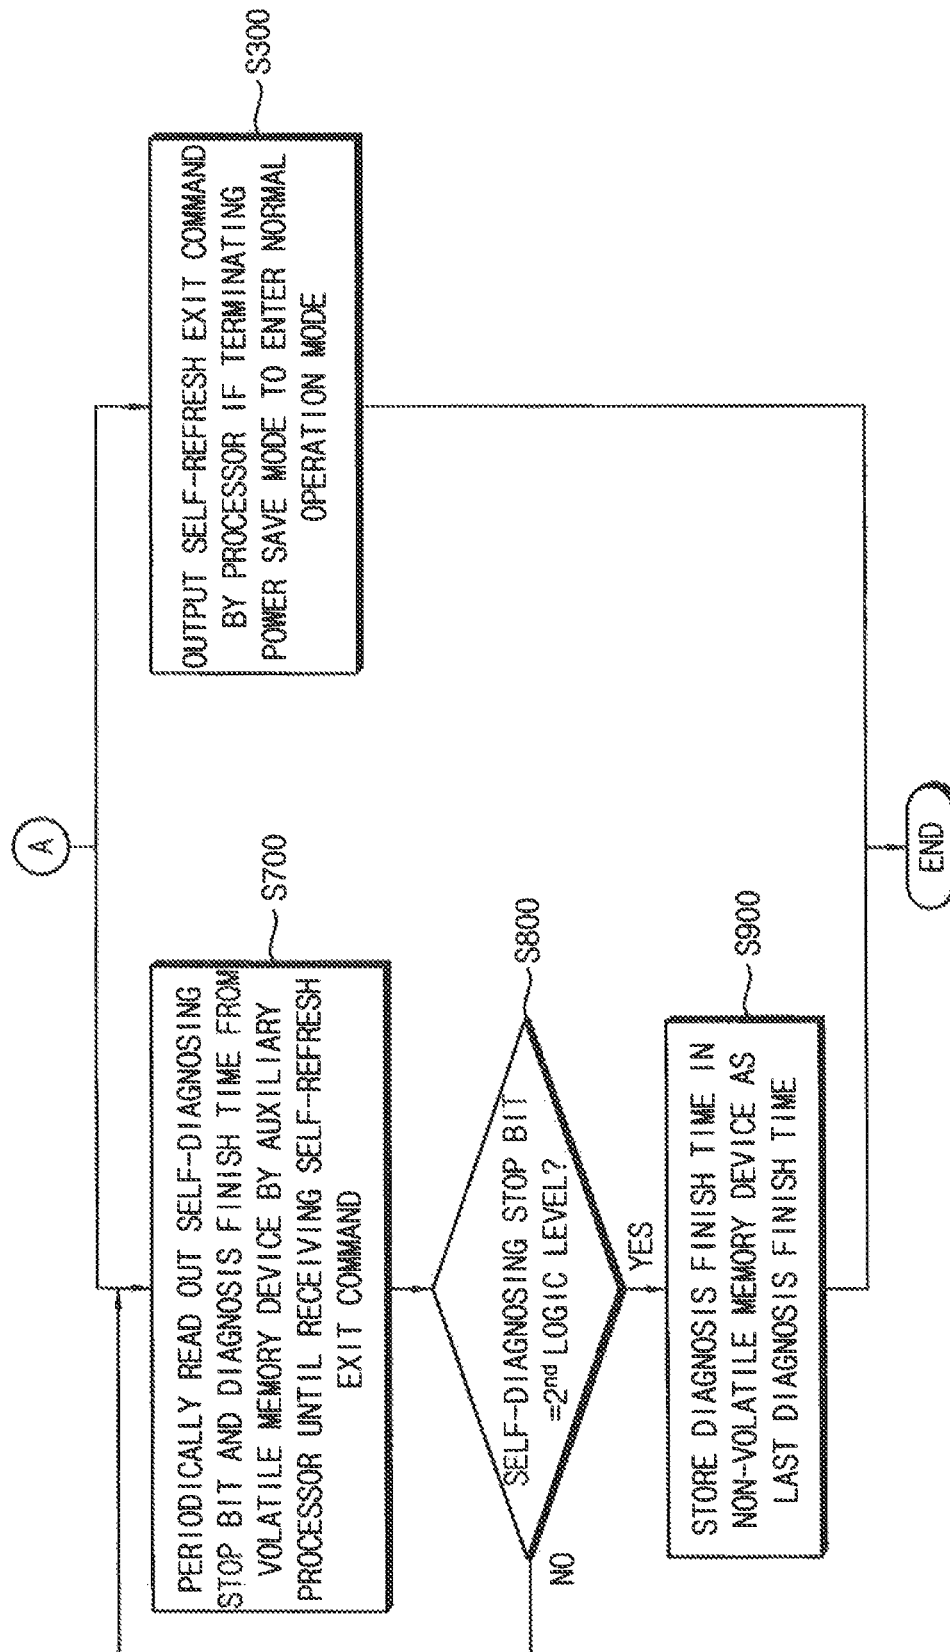 A
PERIODICALLY READ OUT SELF-DIAGNOSING
STOP BIT AND DIAGNOSIS FINISH TIME FROM
VOLATILE MEMORY DEVICE BY AUXILIARY
PROCESSOR UNTIL RECEIVING SELF-REFRESH
EXIT COMMAND
S700
OUTPUT SELF-REFRESH EXIT COMMAND
BY PROCESSOR IF TERMINATING
POWER SAVE MODE TO ENTER NORMAL
OPERATION MODE
S300
SELF-DIAGNOSING STOP BIT
=2nd LOGIC LEVEL?
S800
NO
YES
STORE DIAGNOSIS FINISH TIME IN
NON-VOLATILE MEMORY DEVICE AS
LAST DIAGNOSIS FINISH TIME
S900
END